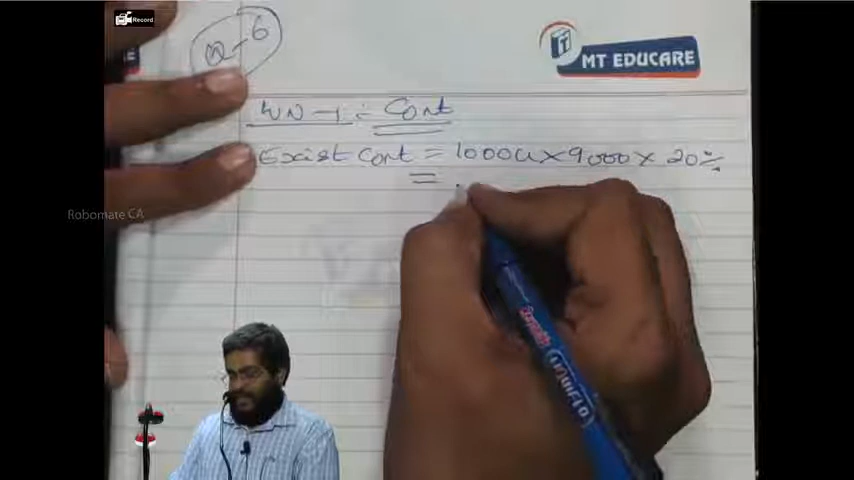 Record
Q-6
MT EDUCARE
WN-1 :- Cont
Exist Cont = 1000u × 9000 × 20%
=
Robomate CA